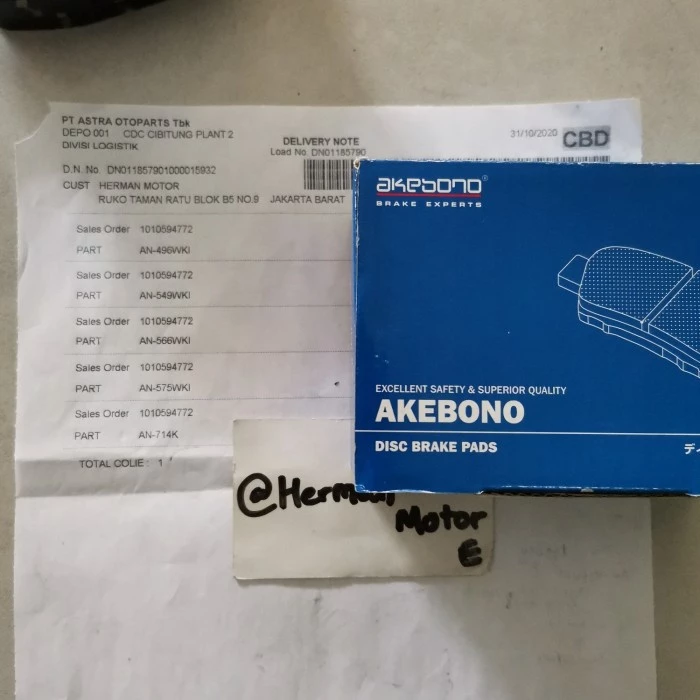 PT ASTRA OTOPARTS Tbk
DEPO 001 CDC CIBITUNG PLANT 2
DIVISI LOGISTIK
DELIVERY NOTE
Load No. DN01185790
31/10/2020 CBD
D.N. No. DN011857901000015932
CUST HERMAN MOTOR
RUKO TAMAN RATU BLOK B5 NO.9 JAKARTA BARAT
Sales Order 1010594772
PART AN-496WKI
Sales Order 1010594772
PART AN-549WKI
Sales Order 1010594772
PART AN-566WKI
Sales Order 1010594772
PART AN-575WKI
Sales Order 1010594772
PART AN-714K
TOTAL COLIE : 1
akebono®
BRAKE EXPERTS
EXCELLENT SAFETY & SUPERIOR QUALITY
AKEBONO
DISC BRAKE PADS
デ
@Herman
Motor
E